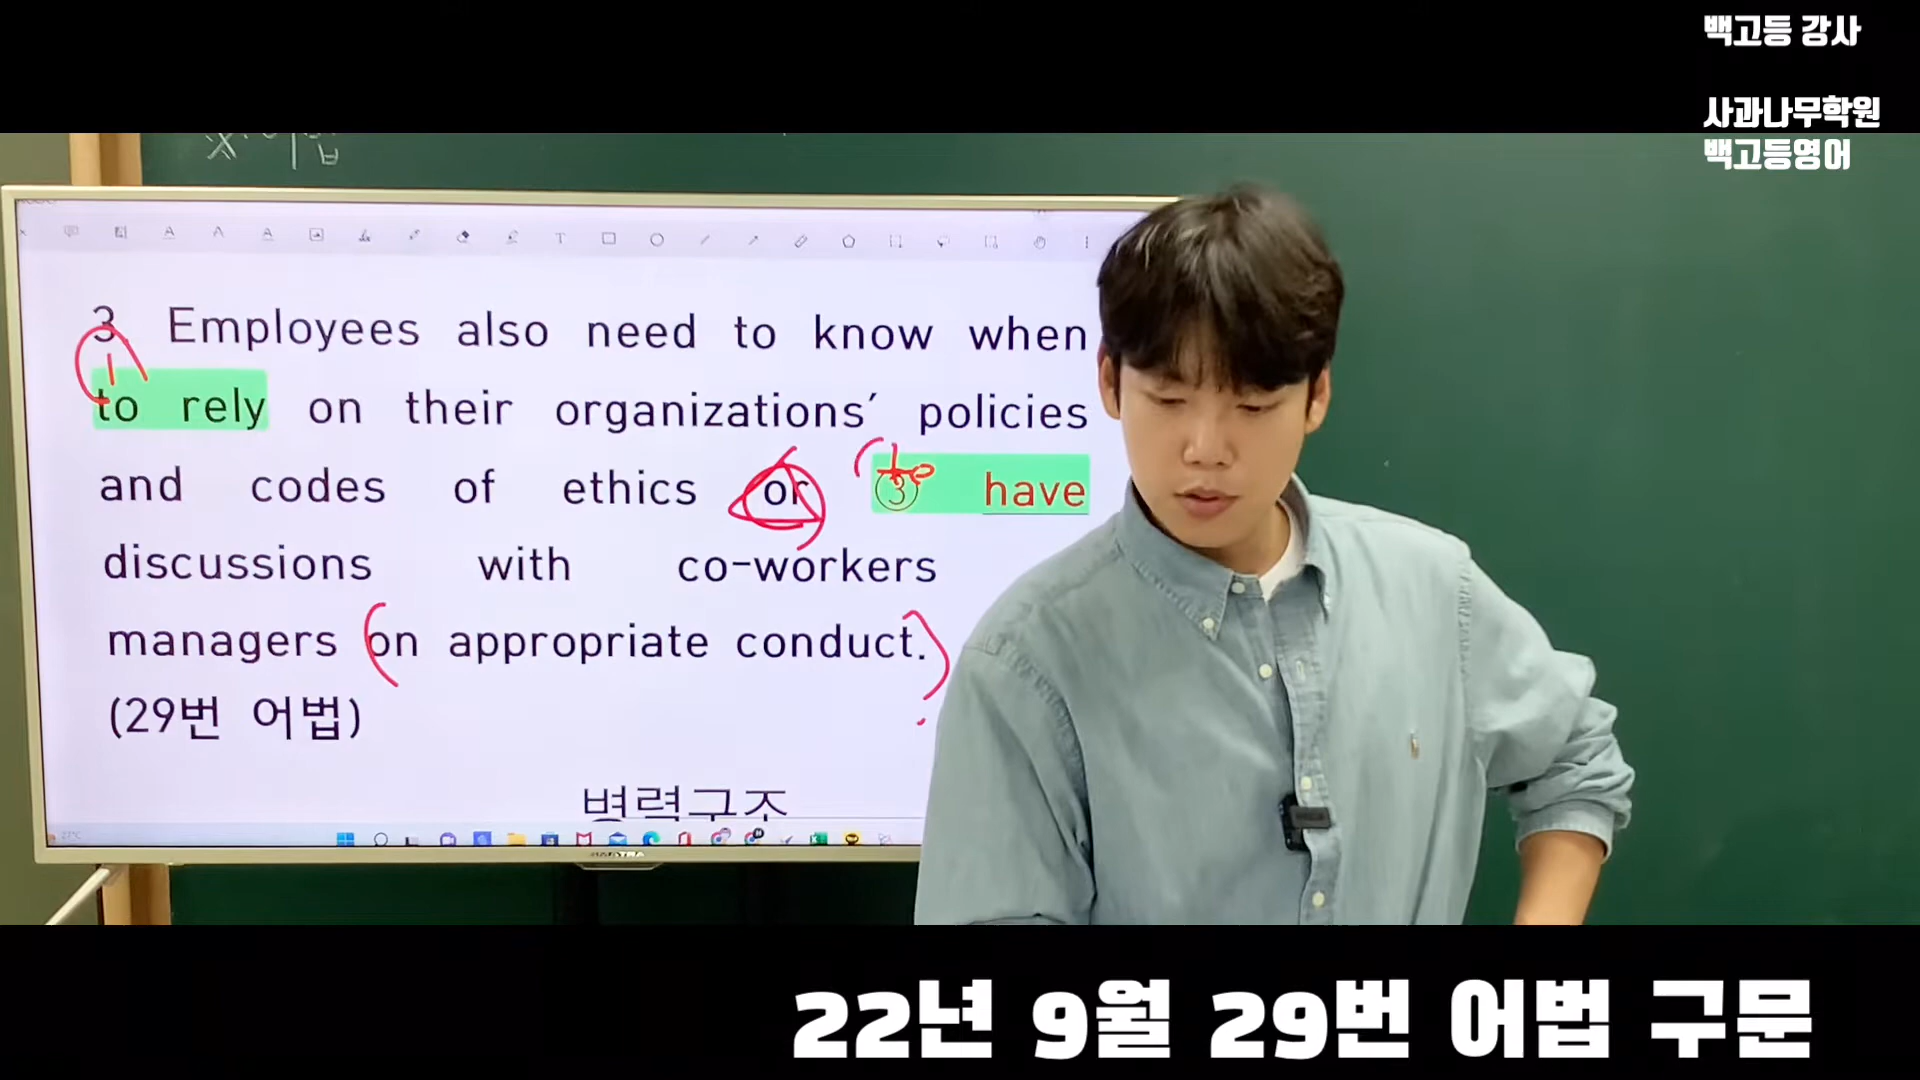 백고등 강사
사과나무학원
백고등영어
3. Employees also need to know when
to rely on their organizations' policies
and codes of ethics or ③ have
to
discussions with co-workers
managers on appropriate conduct.
(29번 어법)
병력구조
22년 9월 29번 어법 구문